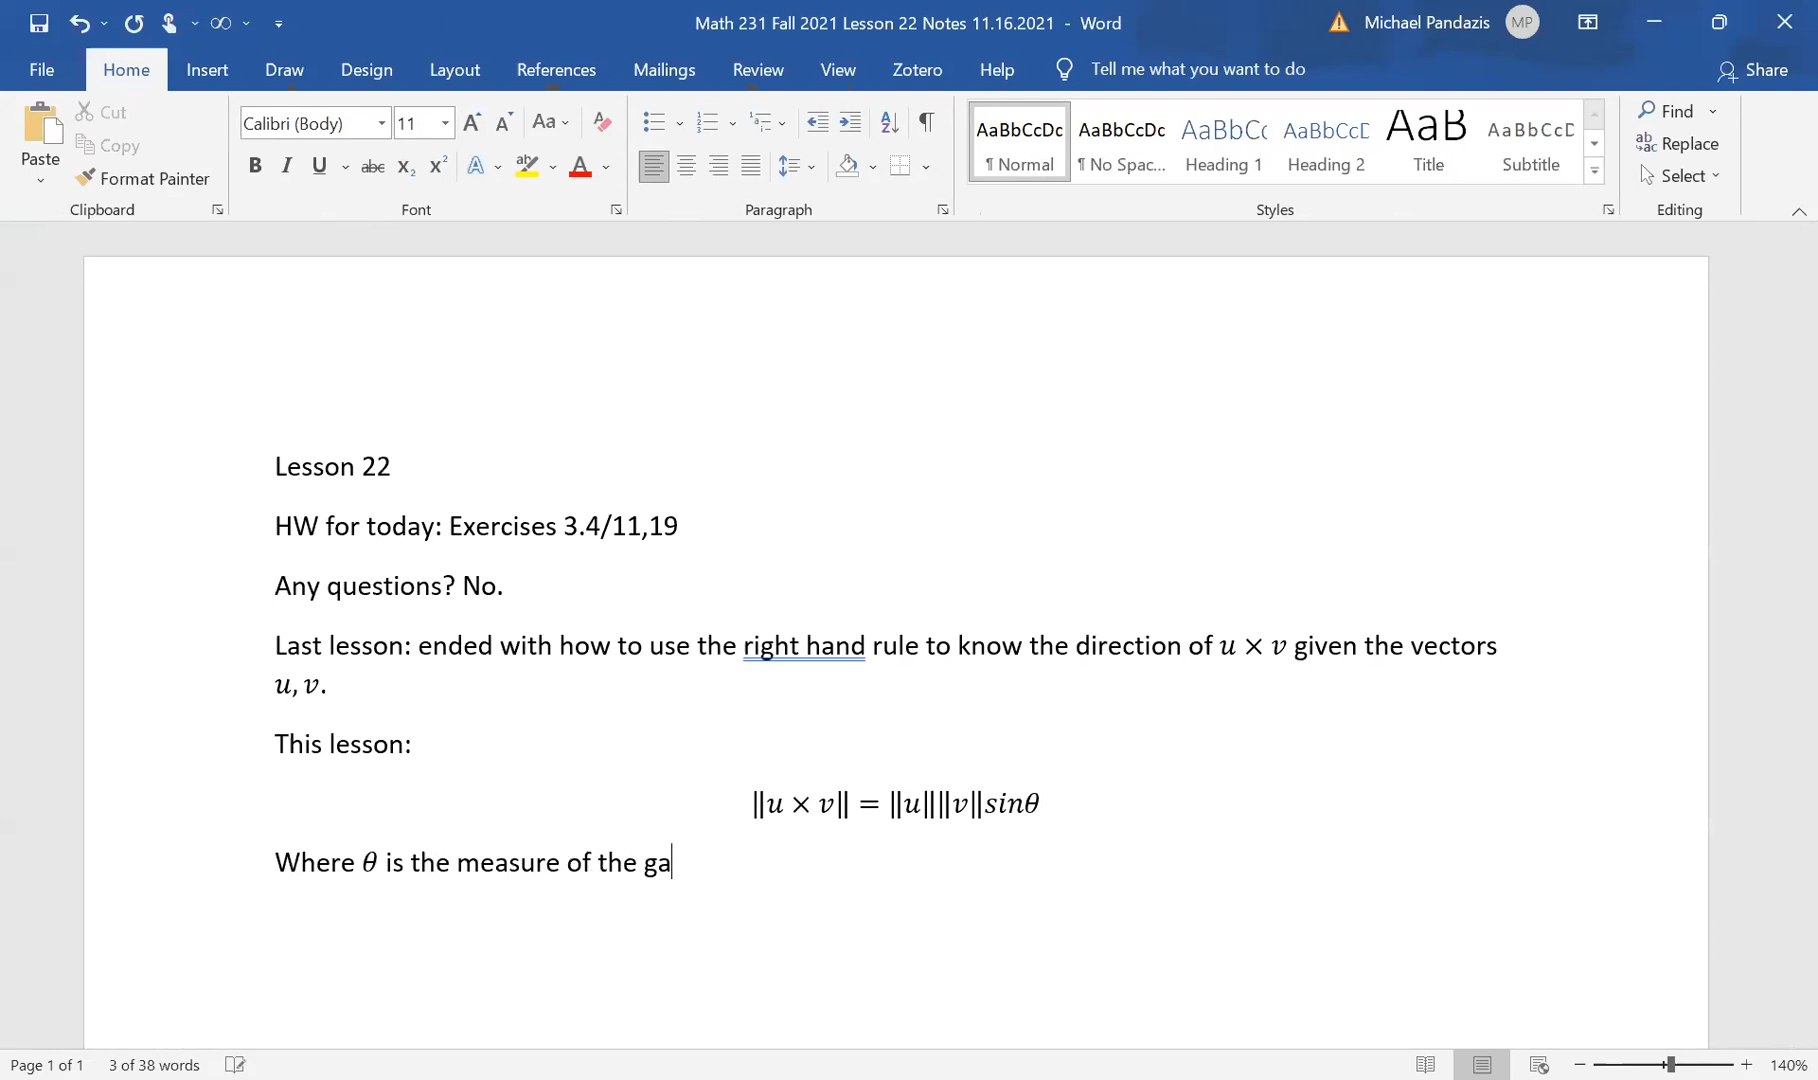 Math 231 Fall 2021 Lesson 22 Notes 11.16.2021 - Word
Michael Pandazis MP
File Home Insert Draw Design Layout References Mailings Review View Zotero Help Tell me what you want to do Share
Cut
Copy
Paste
Format Painter
Clipboard
Calibri (Body) 11
Font
Paragraph
AaBbCcDc AaBbCcDc AaBbCc AaBbCcD AaB AaBbCcD
¶ Normal ¶ No Spac... Heading 1 Heading 2 Title Subtitle
Styles
Find
Replace
Select
Editing
Lesson 22
HW for today: Exercises 3.4/11,19
Any questions? No.
Last lesson: ended with how to use the right hand rule to know the direction of u × v given the vectors
u, v.
This lesson:
‖u × v‖ = ‖u‖‖v‖sinθ
Where θ is the measure of the ga
Page 1 of 1 3 of 38 words 140%